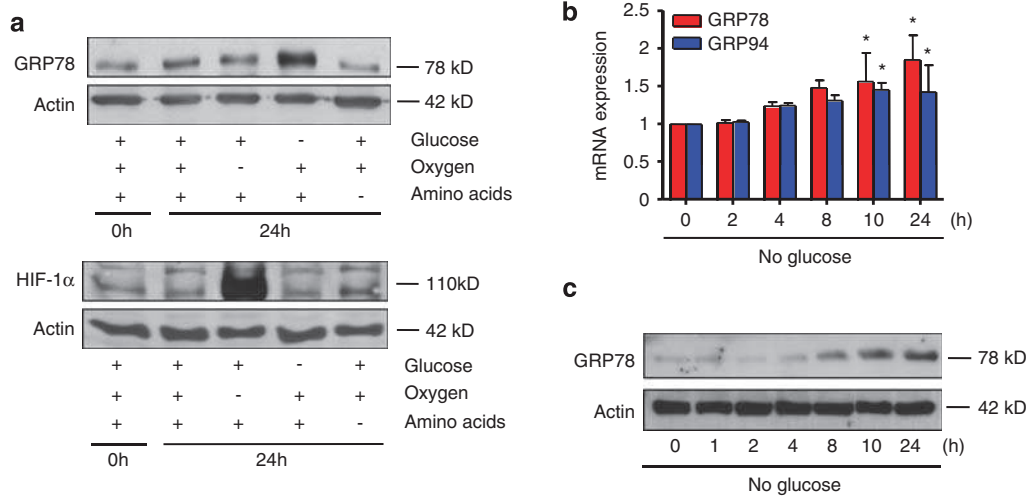 a
GRP78
78 kD
Actin
42 kD
+ + + - + Glucose
+ + - + + Oxygen
+ + + + - Amino acids
0h 24h
HIF-1α
110kD
Actin
42 kD
+ + + - + Glucose
+ + - + + Oxygen
+ + + + - Amino acids
0h 24h
b
mRNA expression
2.5
2
1.5
1
0.5
0
GRP78
GRP94
* * * *
0 2 4 8 10 24 (h)
No glucose
c
GRP78
78 kD
Actin
42 kD
0 1 2 4 8 10 24 (h)
No glucose